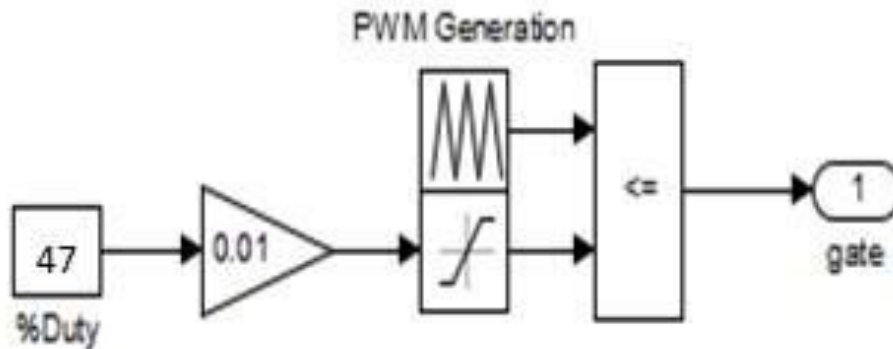 PWM Generation
<=
1
0.01
47
gate
%Duty